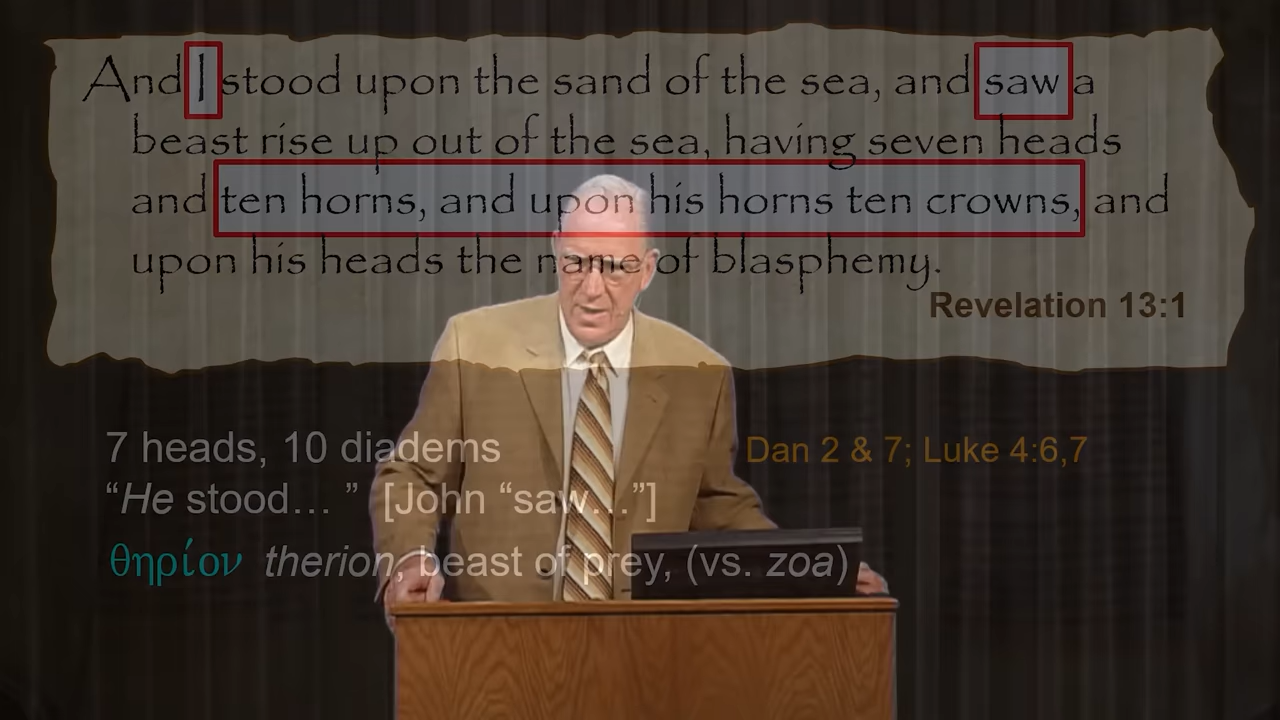 And I stood upon the sand of the sea, and saw a
beast rise up out of the sea, having seven heads
and ten horns, and upon his horns ten crowns, and
upon his heads the name of blasphemy.
Revelation 13:1
7 heads, 10 diadems Dan 2 & 7; Luke 4:6,7
“He stood… ” [John “saw…”]
θηρίον therion, beast of prey, (vs. zoa)